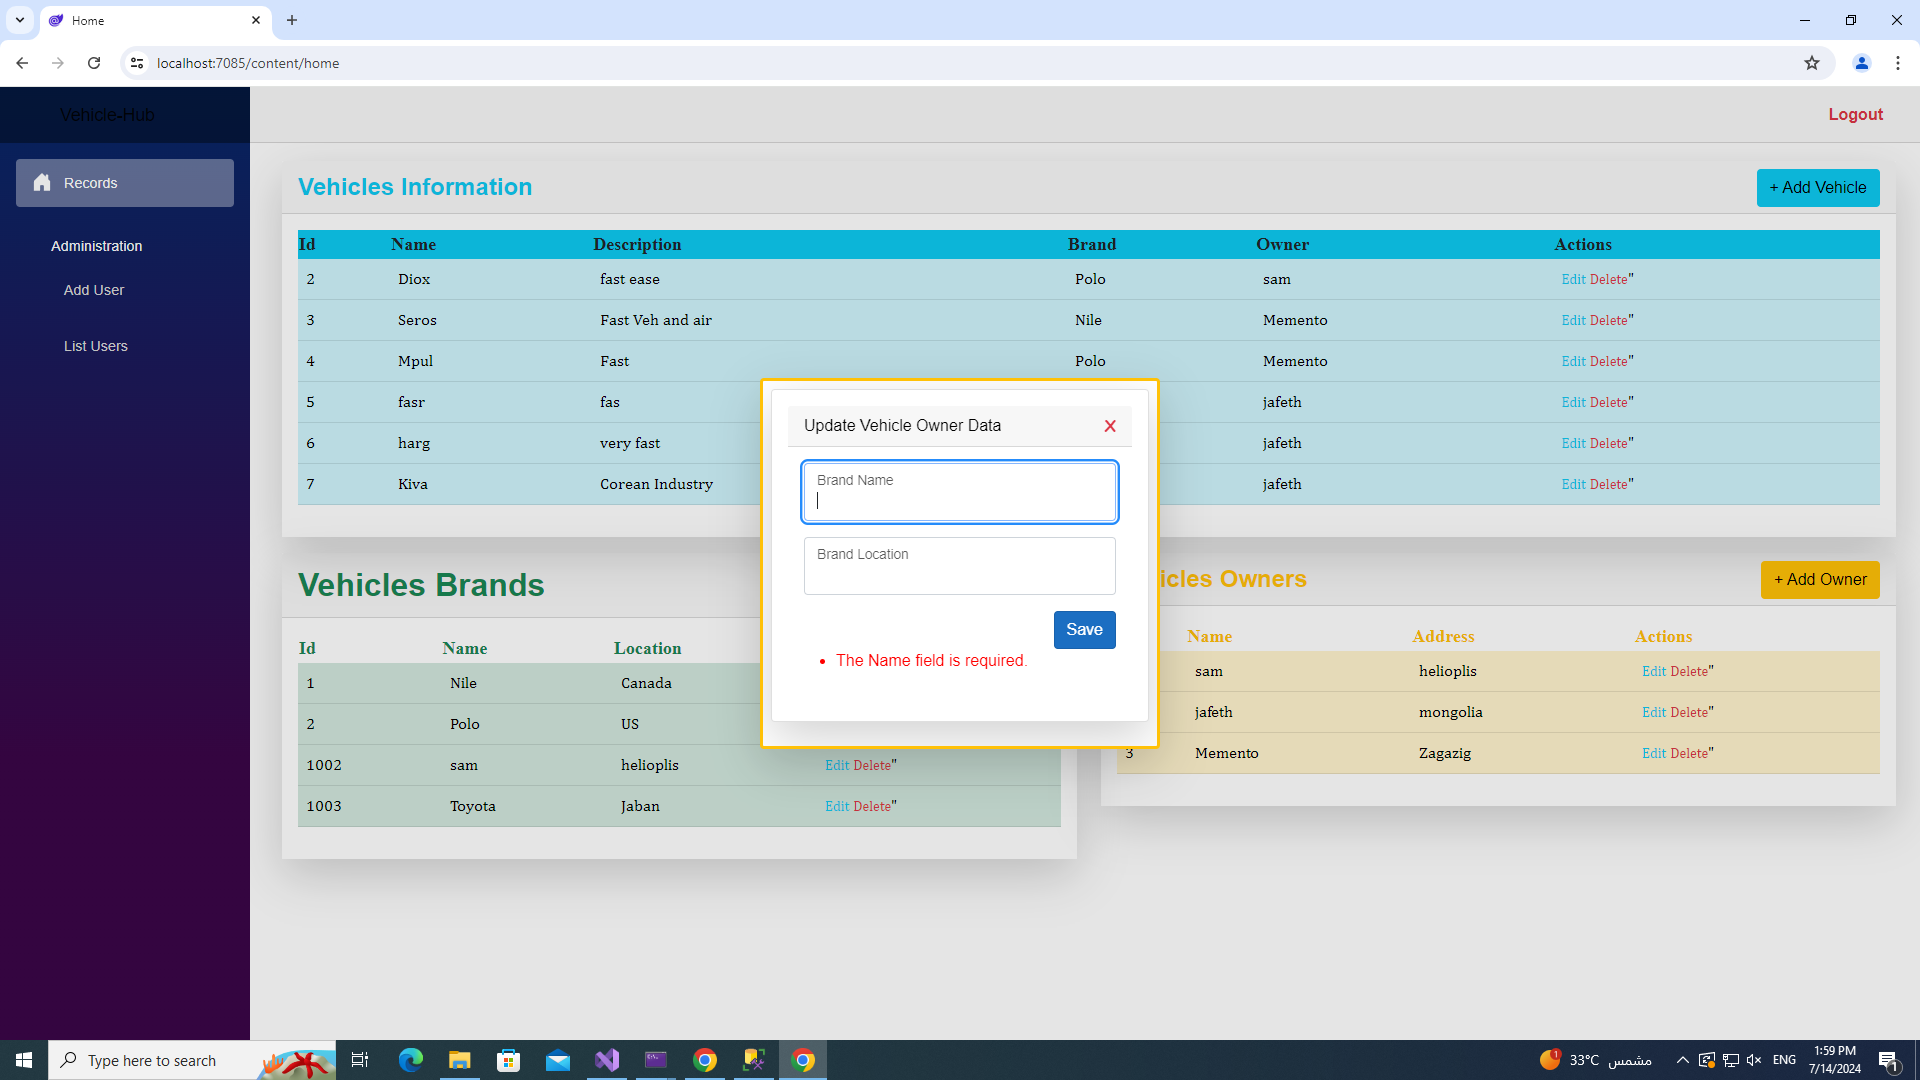 Home
localhost:7085/content/home
Vehicle-Hub
Logout
Records
Administration
Add User
List Users
Vehicles Information
+ Add Vehicle
Id Name Description Brand Owner Actions
2 Diox fast ease Polo sam Edit Delete"
3 Seros Fast Veh and air Nile Memento Edit Delete"
4 Mpul Fast Polo Memento Edit Delete"
5 fasr fas jafeth Edit Delete"
6 harg very fast jafeth Edit Delete"
7 Kiva Corean Industry jafeth Edit Delete"
Update Vehicle Owner Data X
Brand Name
Brand Location
Save
The Name field is required.
Vehicles Brands
Id Name Location
1 Nile Canada
2 Polo US
1002 sam helioplis Edit Delete"
1003 Toyota Jaban Edit Delete"
icles Owners
+ Add Owner
Name Address Actions
sam helioplis Edit Delete"
jafeth mongolia Edit Delete"
3 Memento Zagazig Edit Delete"
Type here to search
1
33°C مشمس
ENG
1:59 PM
7/14/2024
1